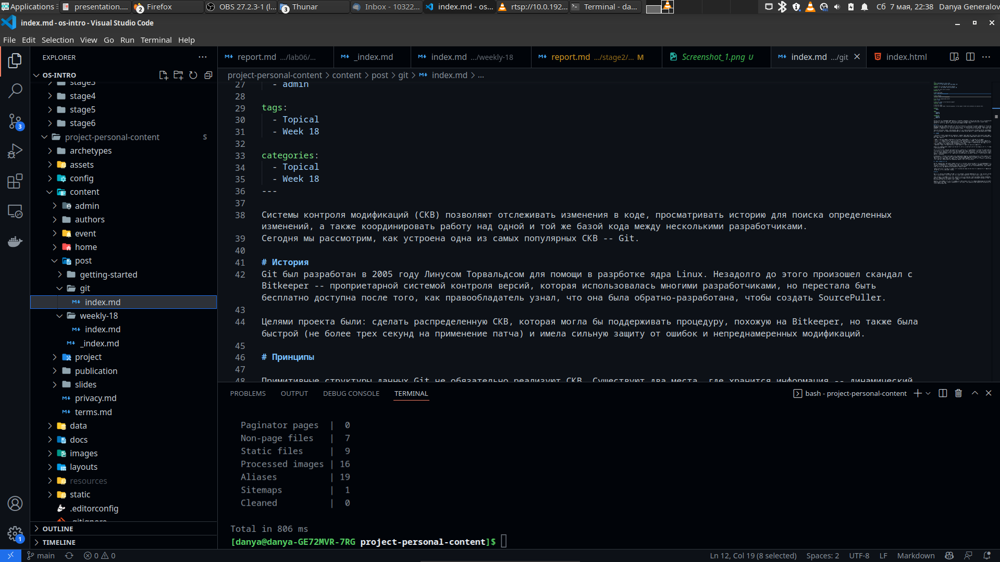 Applications
presentation....
2
Firefox
OBS 27.2.3-1 (l...
3
Thunar
Inbox - 10322...
index.md - os...
rtsp://10.0.192...
Terminal - da...
Сб 7 мая, 22:38
Danya Generalov
index.md - os-intro - Visual Studio Code
File Edit Selection View Go Run Terminal Help
EXPLORER
OS-INTRO
stage3
stage4
stage5
stage6
project-personal-content S
archetypes
assets
config
content
admin
authors
event
home
post
getting-started
git
index.md
weekly-18
index.md
_index.md
project
publication
slides
privacy.md
terms.md
data
docs
images
layouts
resources
static
.editorconfig
.gitignore
OUTLINE
TIMELINE
3
1
report.md .../lab06/...
_index.md
index.md .../weekly-18
report.md .../stage2/... M
Screenshot_1.png U
index.md .../git
index.html
project-personal-content > content > post > git > index.md > ...
27 - admin
28
29 tags:
30 - Topical
31 - Week 18
32
33 categories:
34 - Topical
35 - Week 18
36 ---
37
38 Системы контроля модификаций (СКВ) позволяют отслеживать изменения в коде, просматривать историю для поиска определенных
изменений, а также координировать работу над одной и той же базой кода между несколькими разработчиками.
39 Сегодня мы рассмотрим, как устроена одна из самых популярных СКВ -- Git.
40
41 # История
42 Git был разработан в 2005 году Линусом Торвальдсом для помощи в разрботке ядра Linux. Незадолго до этого произошел скандал с
Bitkeeper -- проприетарной системой контроля версий, которая использовалась многими разработчиками, но перестала быть
бесплатно доступна после того, как правообладатель узнал, что она была обратно-разработана, чтобы создать SourcePuller.
43
44 Целями проекта были: сделать распределенную СКВ, которая могла бы поддерживать процедуру, похожую на Bitkeeper, но также была
быстрой (не более трех секунд на применение патча) и имела сильную защиту от ошибок и непреднамеренных модификаций.
45
46 # Принципы
47
48 Примитивные структуры данных Git не обязательно реализуют СКВ. Существуют два места, где хранится информация -- динамический
PROBLEMS OUTPUT DEBUG CONSOLE TERMINAL
bash - project-personal-content
Paginator pages | 0
Non-page files | 7
Static files | 9
Processed images | 16
Aliases | 19
Sitemaps | 1
Cleaned | 0
Total in 806 ms
[danya@danya-GE72MVR-7RG project-personal-content]$
main
0
0
Ln 12, Col 19 (8 selected)
Spaces: 2
UTF-8
LF
Markdown